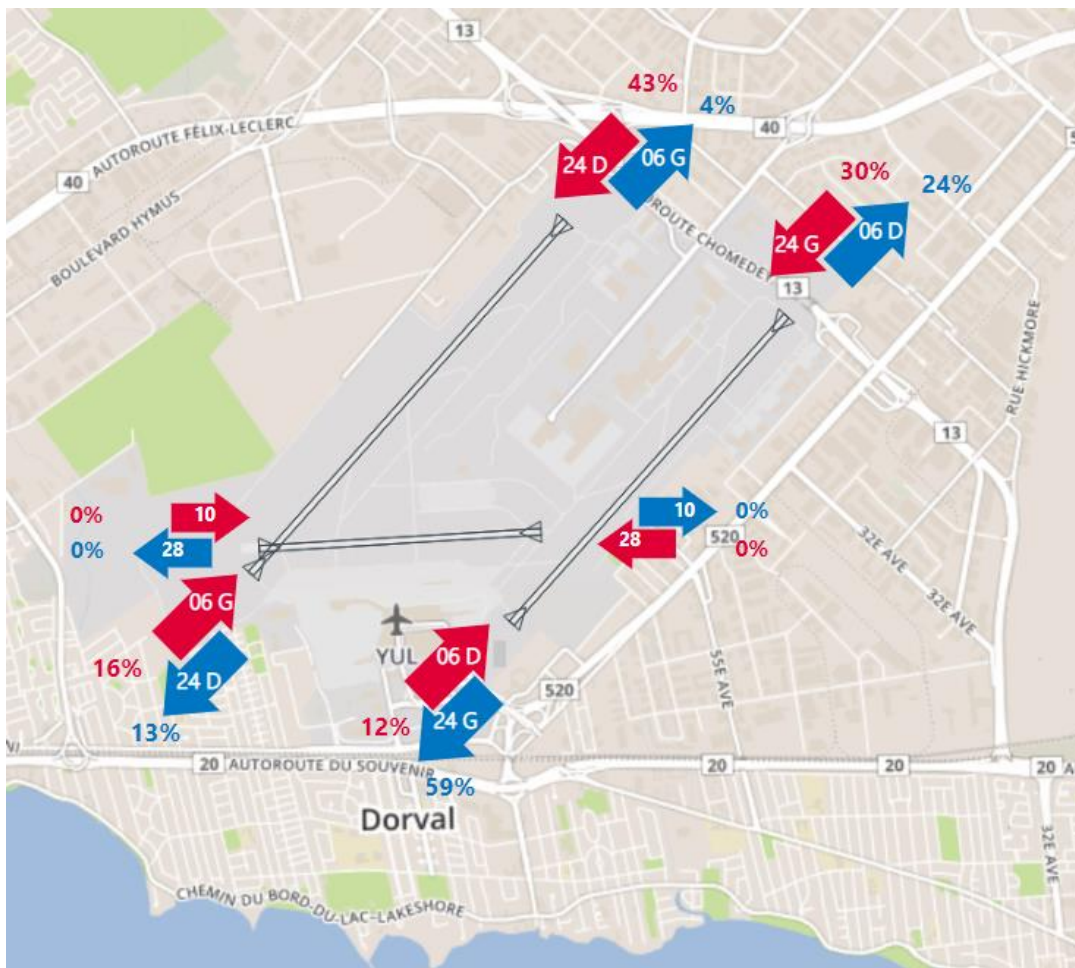 13
43%
4%
40
AUTOROUTE FÉLIX-LECLERC
24 D
06 G
40
30%
24%
BOULEVARD HYMUS
24 G
06 D
OROUTE CHOMEDEY
13
RUE HICKMORE
13
0%
10
10
0%
0%
28
28
0%
520
32E AVE
06 G
32E AVE
YUL
06 D
16%
24 D
55E AVE
520
13%
12%
24 G
NI
20
AUTOROUTE DU SOUVENIR
20
20
20
A
59%
Dorval
32E AVE
CHEMIN DU BORD-DU-LAC-LAKESHORE